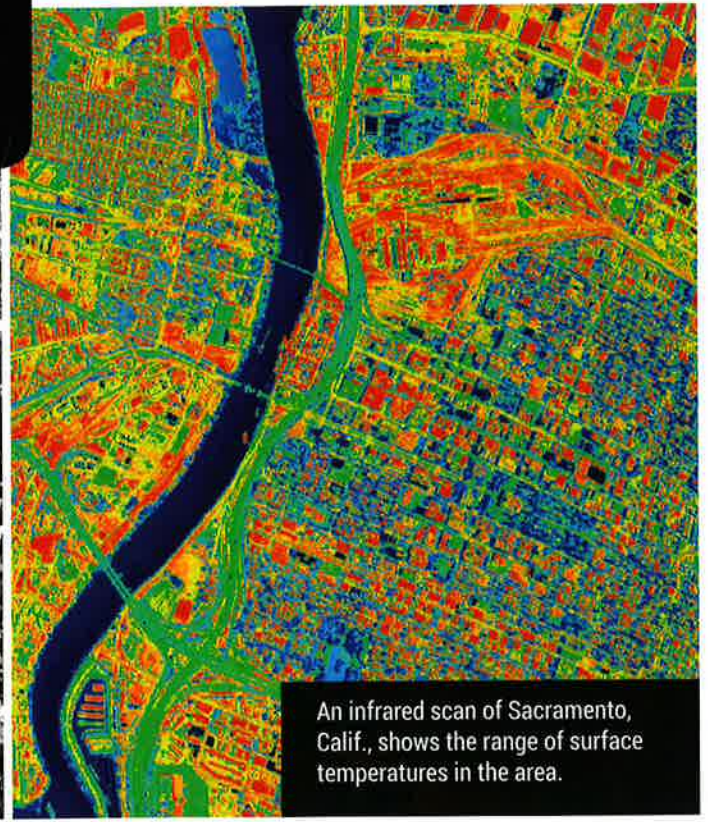 An infrared scan of Sacramento,
Calif., shows the range of surface
temperatures in the area.